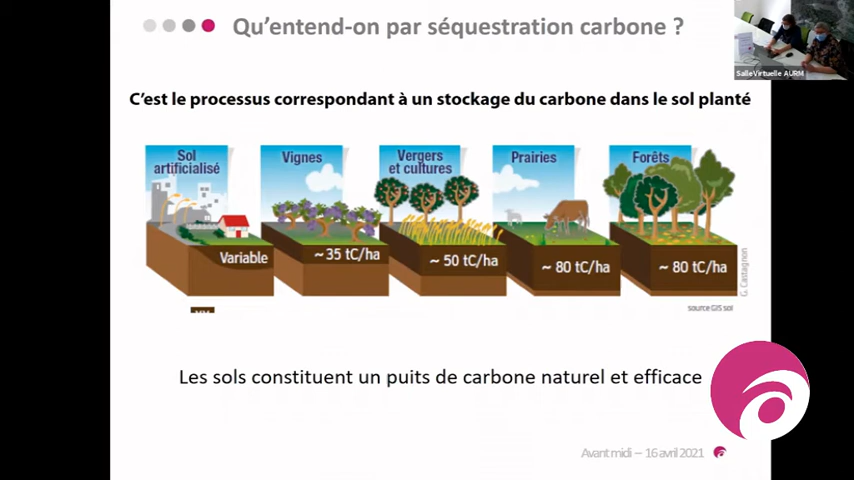 Qu'entend-on par séquestration carbone ?
SalleVirtuelle AURM
C'est le processus correspondant à un stockage du carbone dans le sol planté
Sol
artificialisé
Vignes
Vergers
et cultures
Prairies
Forêts
Variable
~ 35 tC/ha
~ 50 tC/ha
~ 80 tC/ha
~ 80 tC/ha
G. Castagnon
source GIS sol
Les sols constituent un puits de carbone naturel et efficace
Avant midi – 16 avril 2021